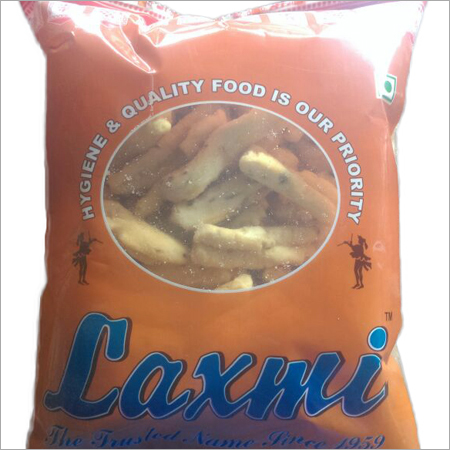 HYGIENE & QUALITY FOOD IS OUR PRIORITY
Laxmi TM
The Trusted Name Since 1959